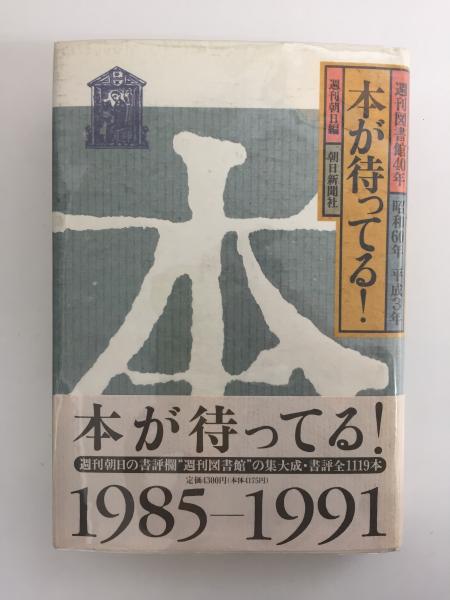 週刊図書館40年
昭和60年―平成3年
本が待ってる!
週刊朝日編
朝日新聞社
本
本が待ってる!
週刊朝日の書評欄“週刊図書館”の集大成・書評全1119本
定価4300円(本体4175円)
1985―1991